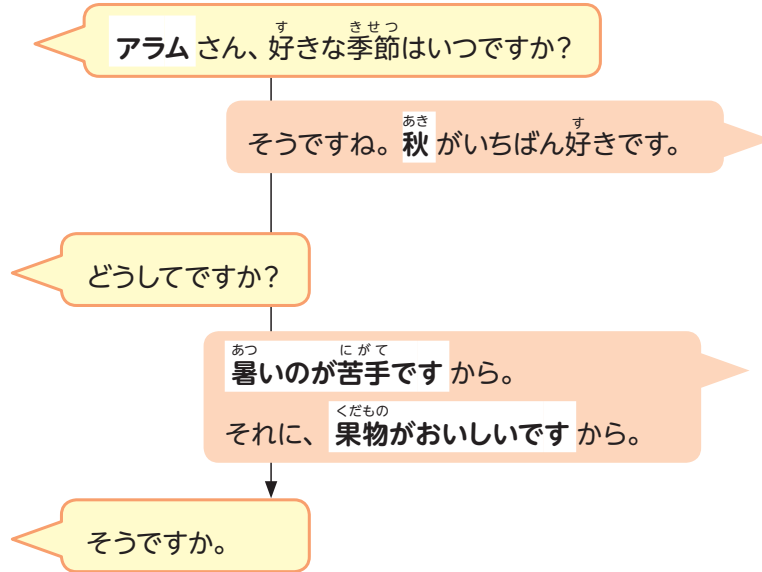 アラム さん、好きな季節はいつですか?
そうですね。秋 がいちばん好きです。
どうしてですか?
暑いのが苦手です から。
それに、果物がおいしいです から。
そうですか。